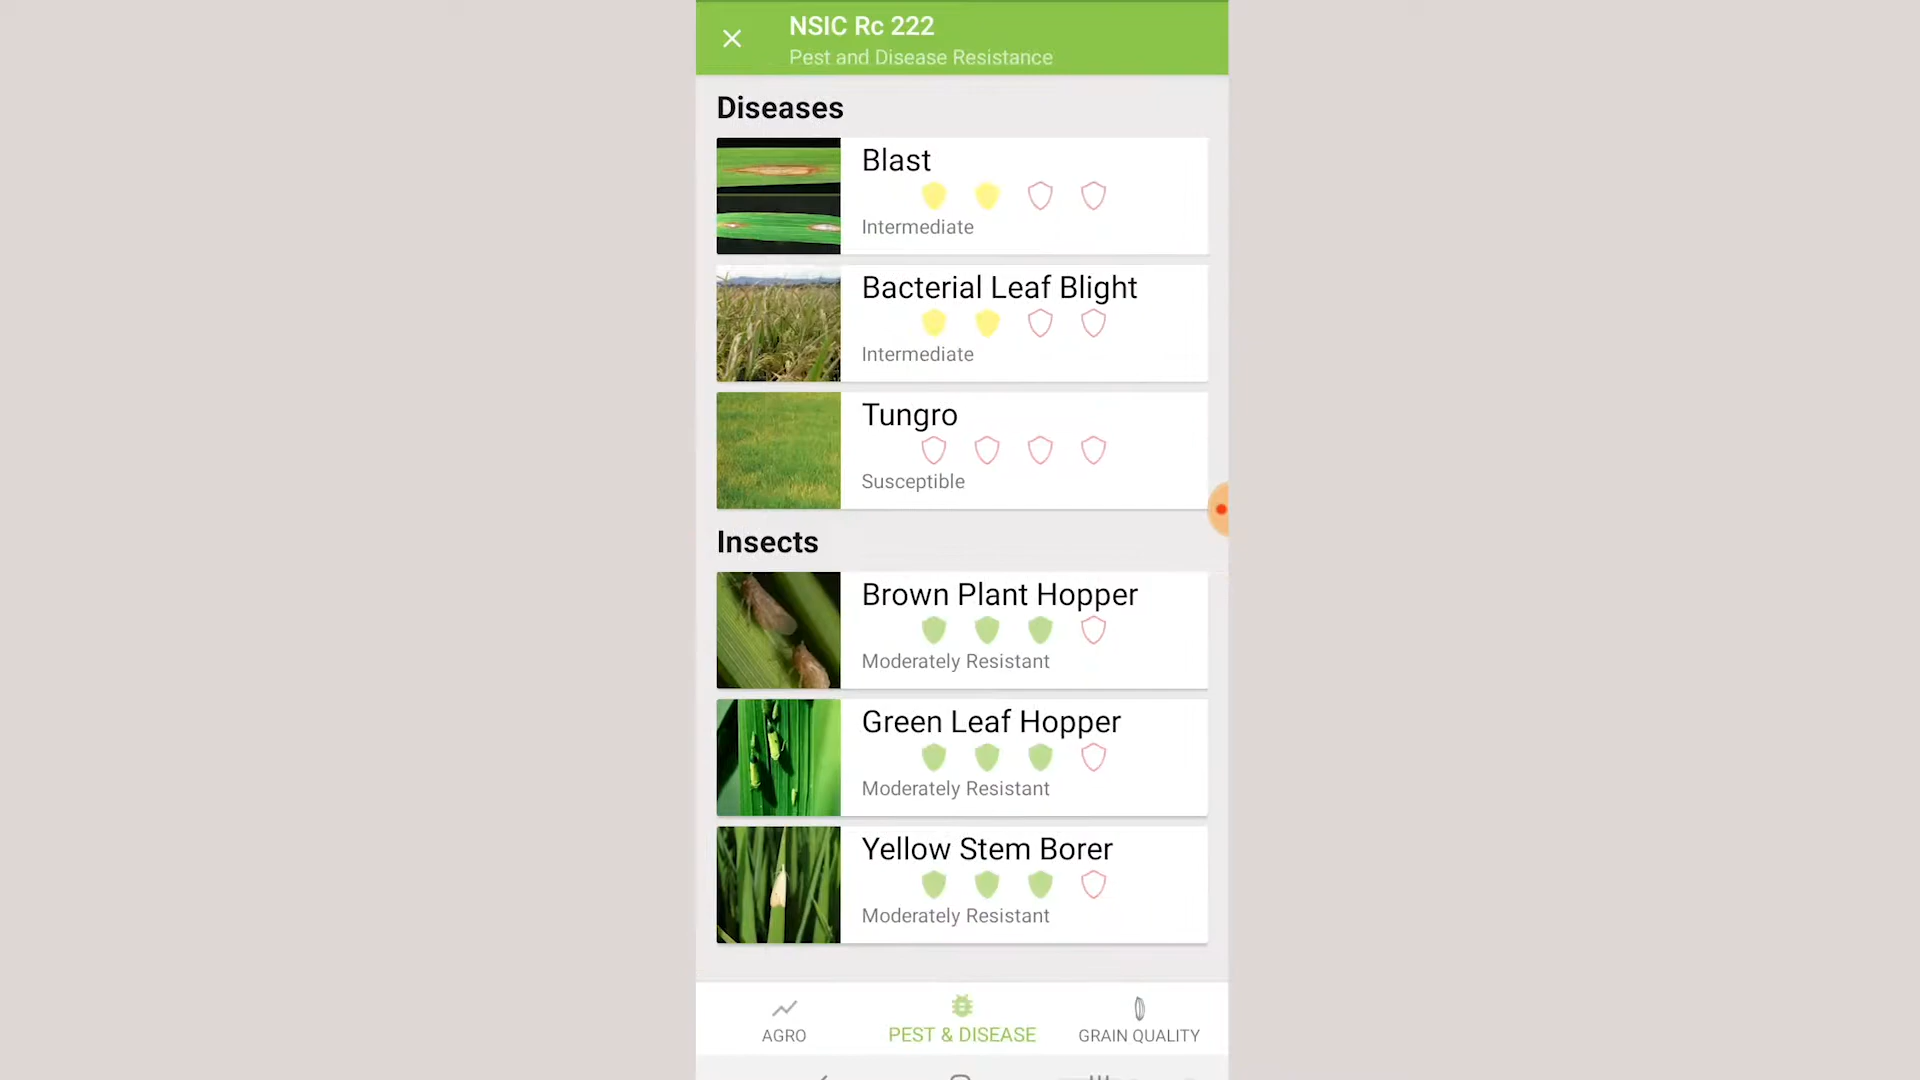 NSIC Rc 222
Pest and Disease Resistance
Diseases
Blast
Intermediate
Bacterial Leaf Blight
Intermediate
Tungro
Susceptible
Insects
Brown Plant Hopper
Moderately Resistant
Green Leaf Hopper
Moderately Resistant
Yellow Stem Borer
Moderately Resistant
AGRO
PEST & DISEASE
GRAIN QUALITY